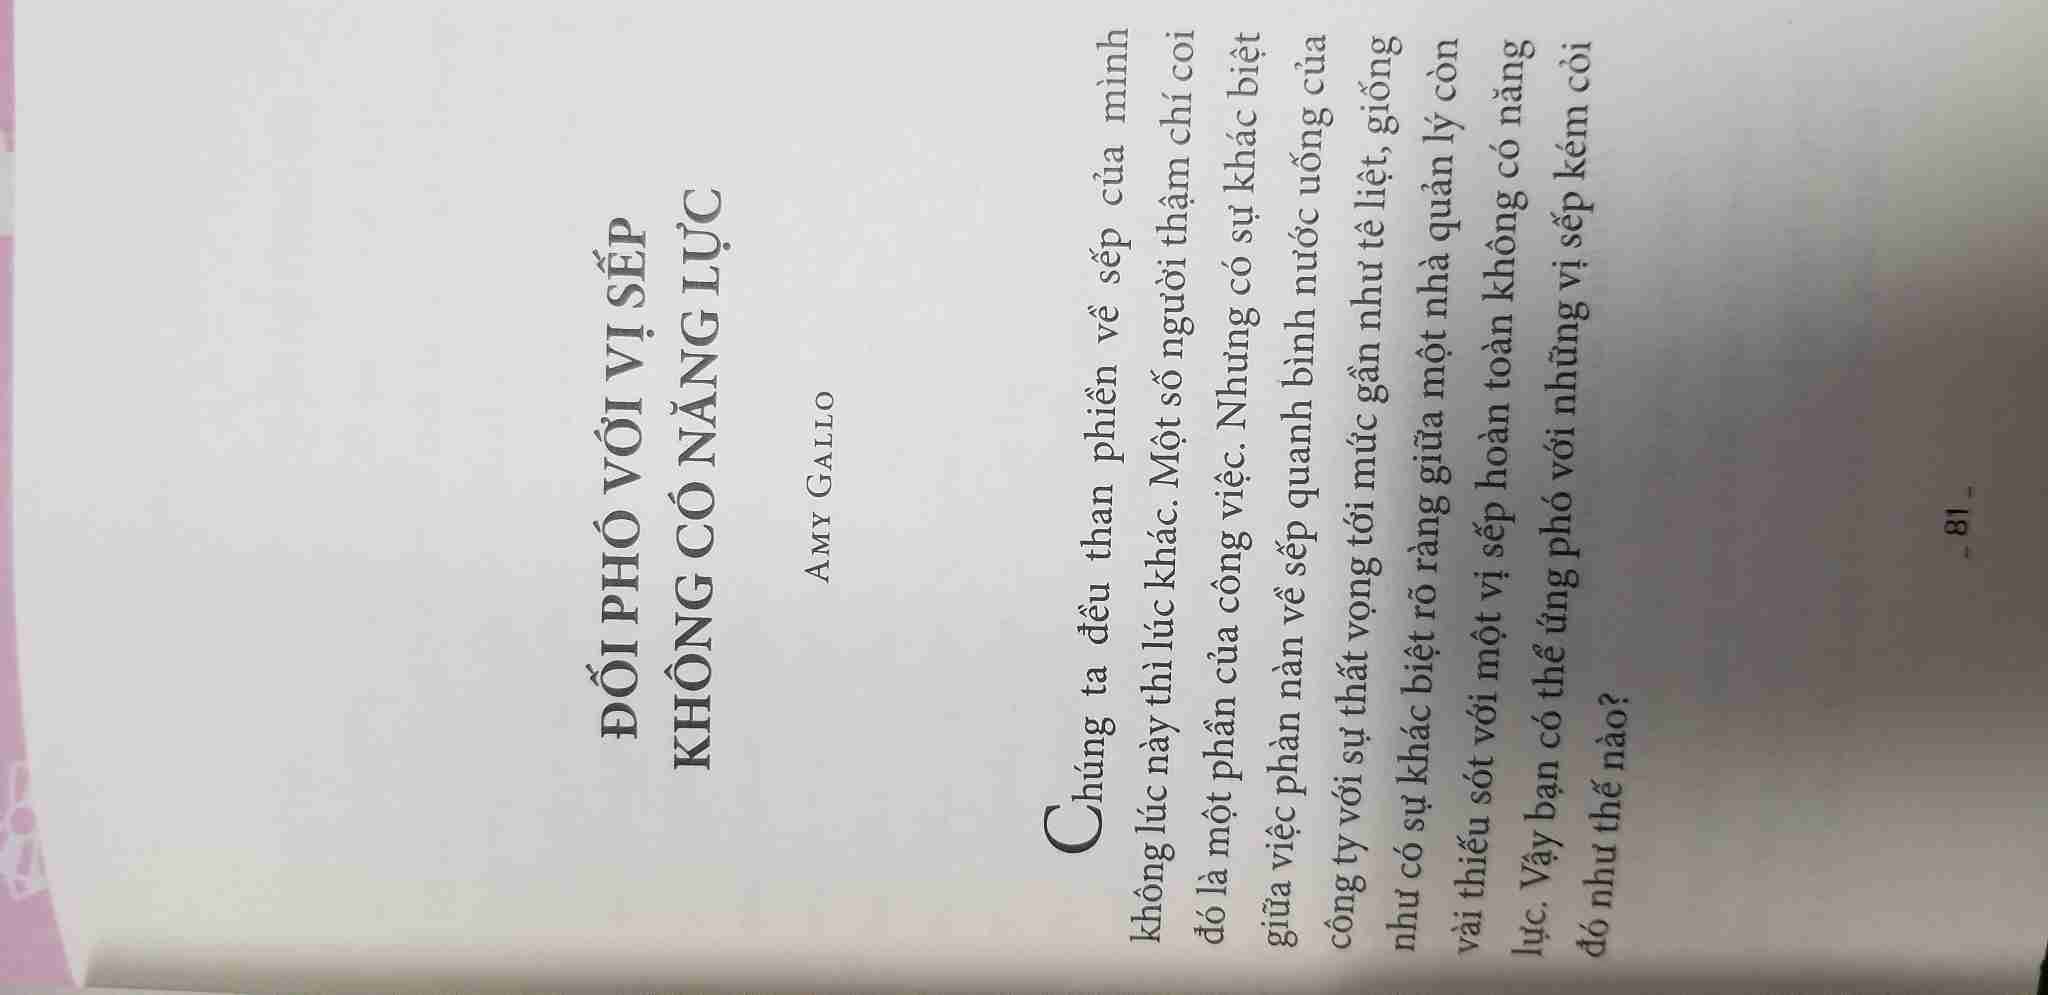 ĐỐI PHÓ VỚI VỊ SẾP
KHÔNG CÓ NĂNG LỰC
AMY GALLO
Chúng ta đều than phiền về sếp của mình
không lúc này thì lúc khác. Một số người thậm chí coi
đó là một phần của công việc. Nhưng có sự khác biệt
giữa việc phàn nàn về sếp quanh bình nước uống của
công ty với sự thất vọng tới mức gần như tê liệt, giống
như có sự khác biệt rõ ràng giữa một nhà quản lý còn
vài thiếu sót với một vị sếp hoàn toàn không có năng
lực. Vậy bạn có thể ứng phó với những vị sếp kém cỏi
đó như thế nào?
- 81 -